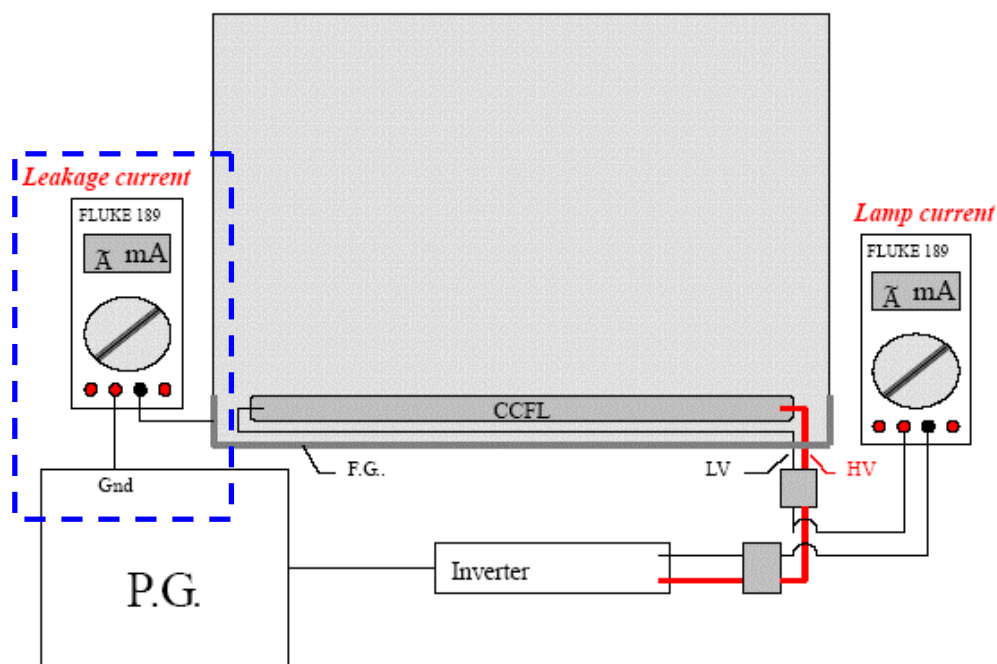 Leakage current
FLUKE 189
A mA
Lamp current
FLUKE 189
A mA
CCFL
F.G..
LV
HV
Gnd
Inverter
P.G.